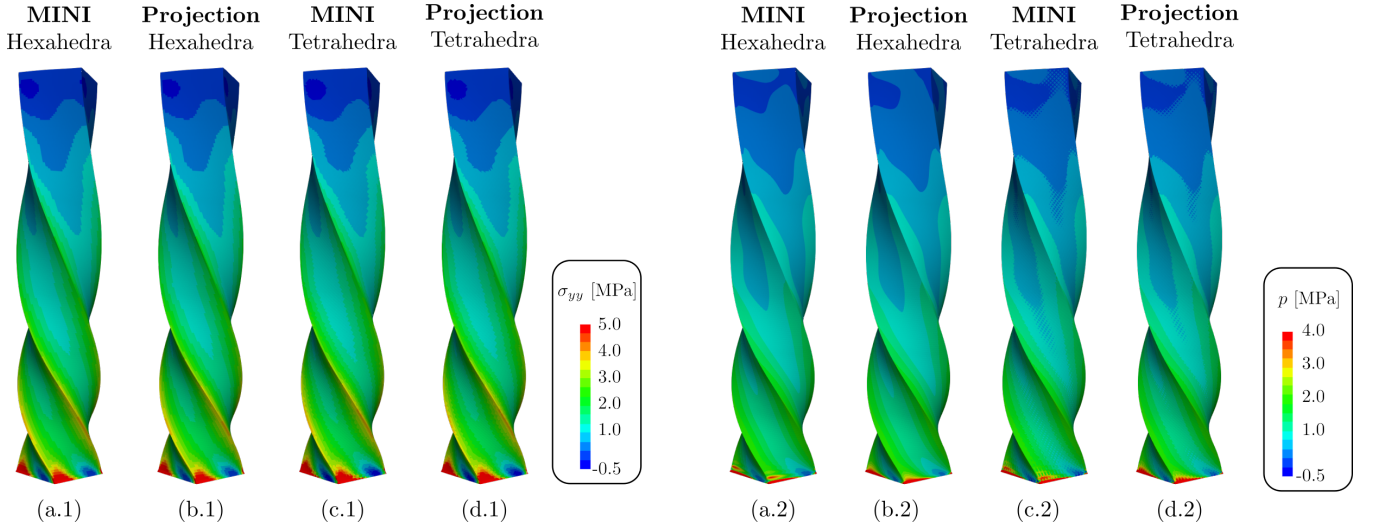 MINI Projection MINI Projection MINI Projection MINI Projection
Hexahedra Hexahedra Tetrahedra Tetrahedra Hexahedra Hexahedra Tetrahedra Tetrahedra
σyy [MPa]
5.0
4.0
3.0
2.0
1.0
-0.5
p [MPa]
4.0
3.0
2.0
1.0
-0.5
(a.1) (b.1) (c.1) (d.1) (a.2) (b.2) (c.2) (d.2)